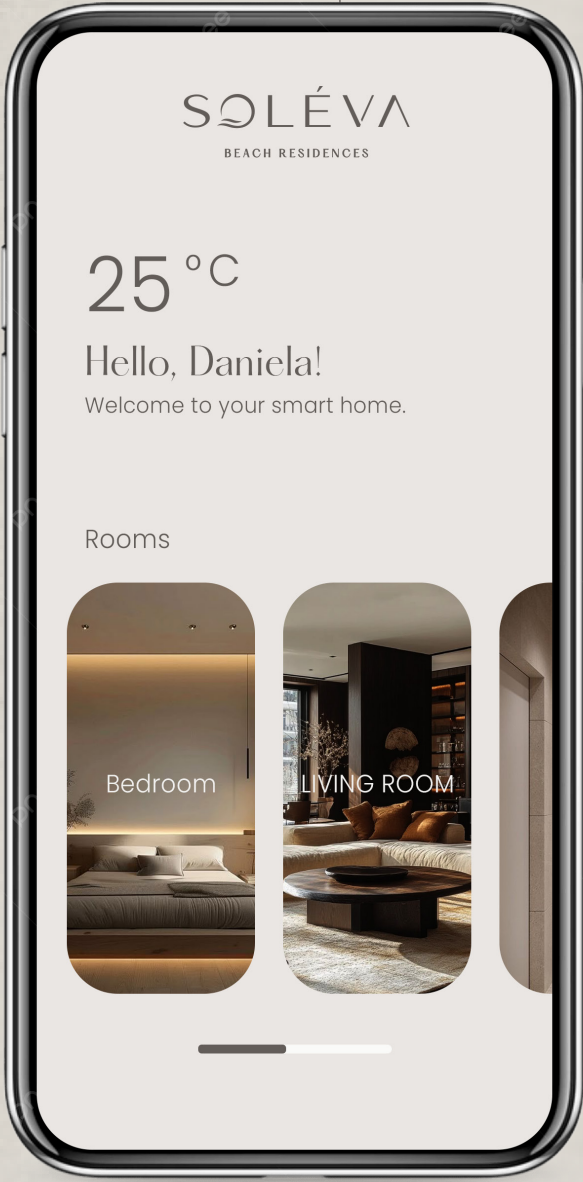 SOLÉVA
BEACH RESIDENCES
25 °C
Hello, Daniela!
Welcome to your smart home.
Rooms
Bedroom
LIVING ROOM